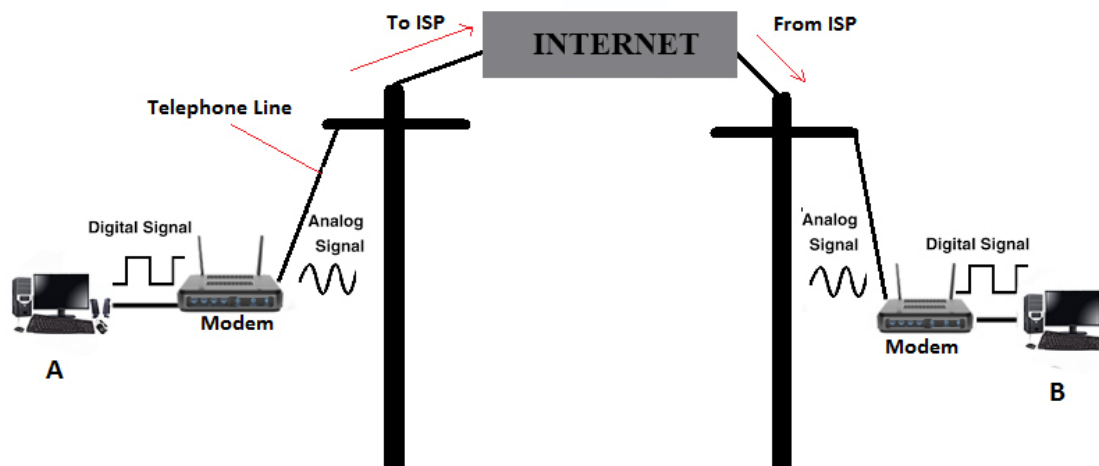 To ISP
INTERNET
From ISP
Telephone Line
Digital Signal
Analog
Signal
Modem
A
Analog
Signal
Digital Signal
Modem
B